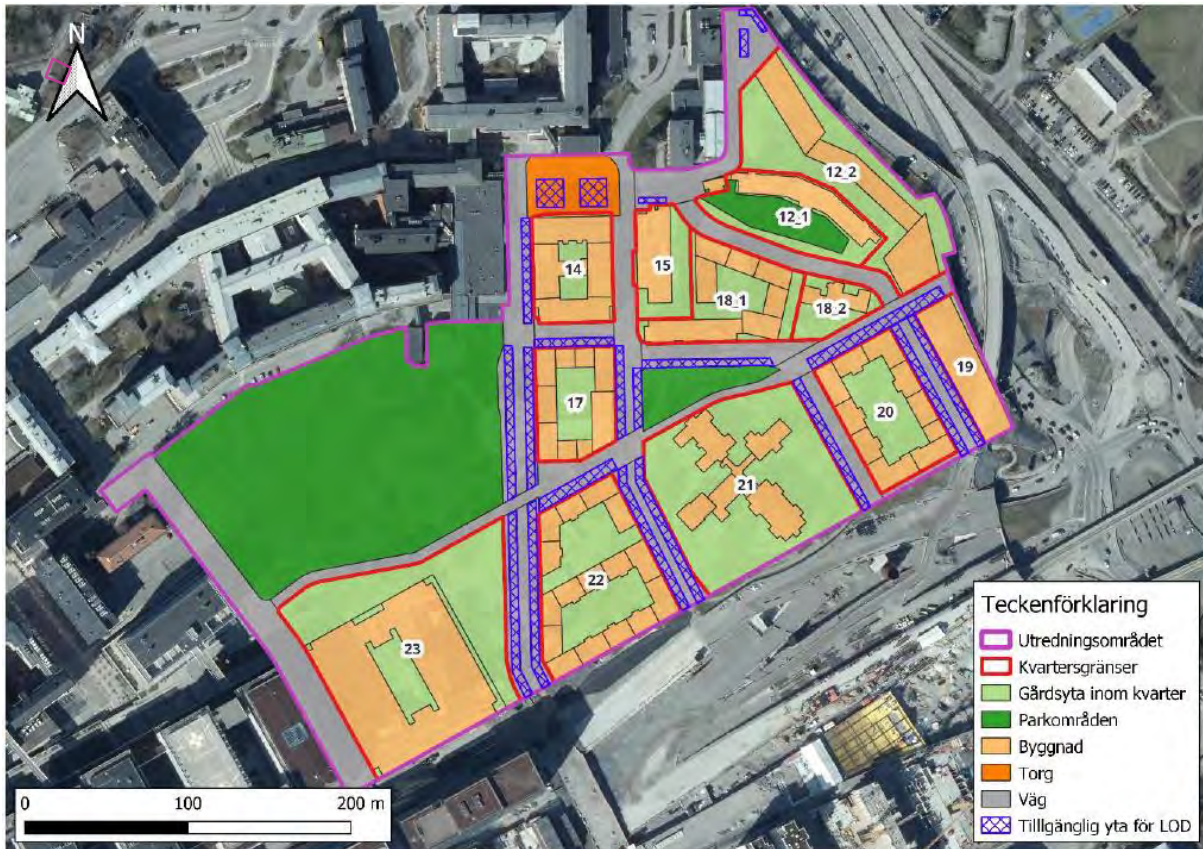 N
12_2
12_1
14
15
18_1
18_2
19
17
20
21
22
23
Teckenförklaring
Utredningsområdet
Kvartersgränser
Gårdsyta inom kvarter
Parkområden
Byggnad
Torg
Väg
Tilllgänglig yta för LOD
0 100 200 m